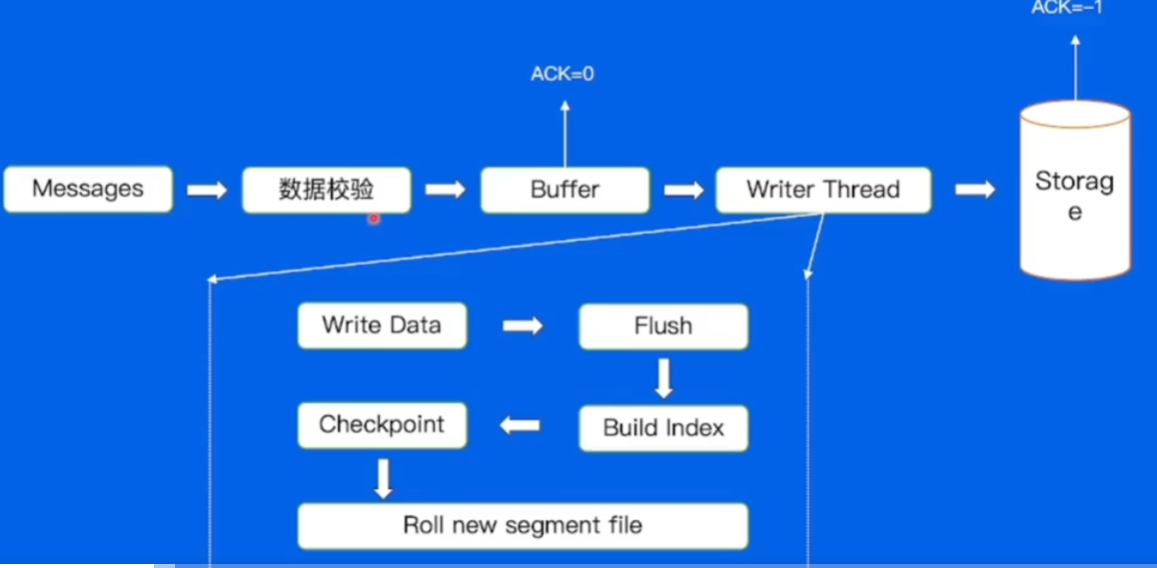 ACK=-1
ACK=0
Messages
数据校验
Buffer
Writer Thread
Storag
e
Write Data
Flush
Checkpoint
Build Index
Roll new segment file